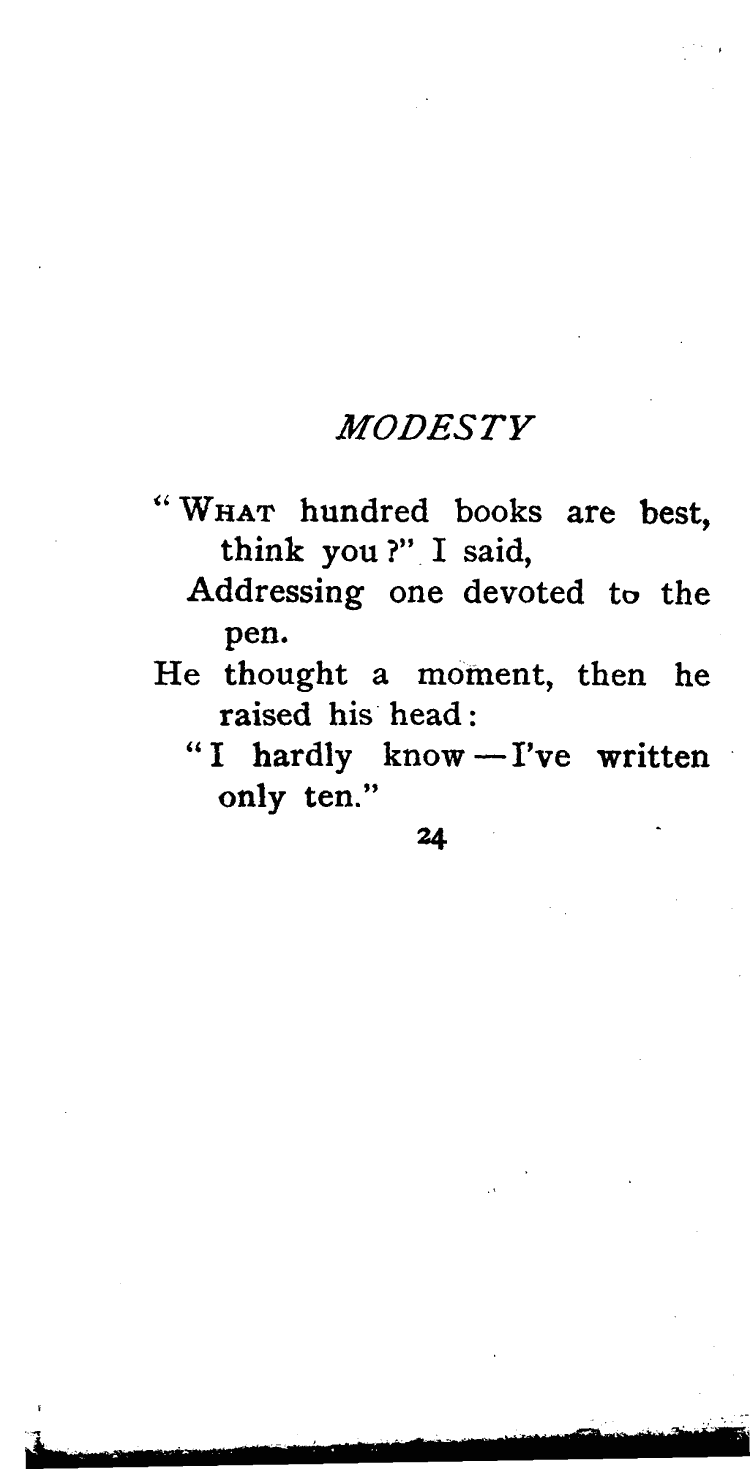 MODESTY
“ WHAT hundred books are best,
think you ?” I said,
Addressing one devoted to the
pen.
He thought a moment, then he
raised his head :
“ I hardly know — I've written
only ten.”
24